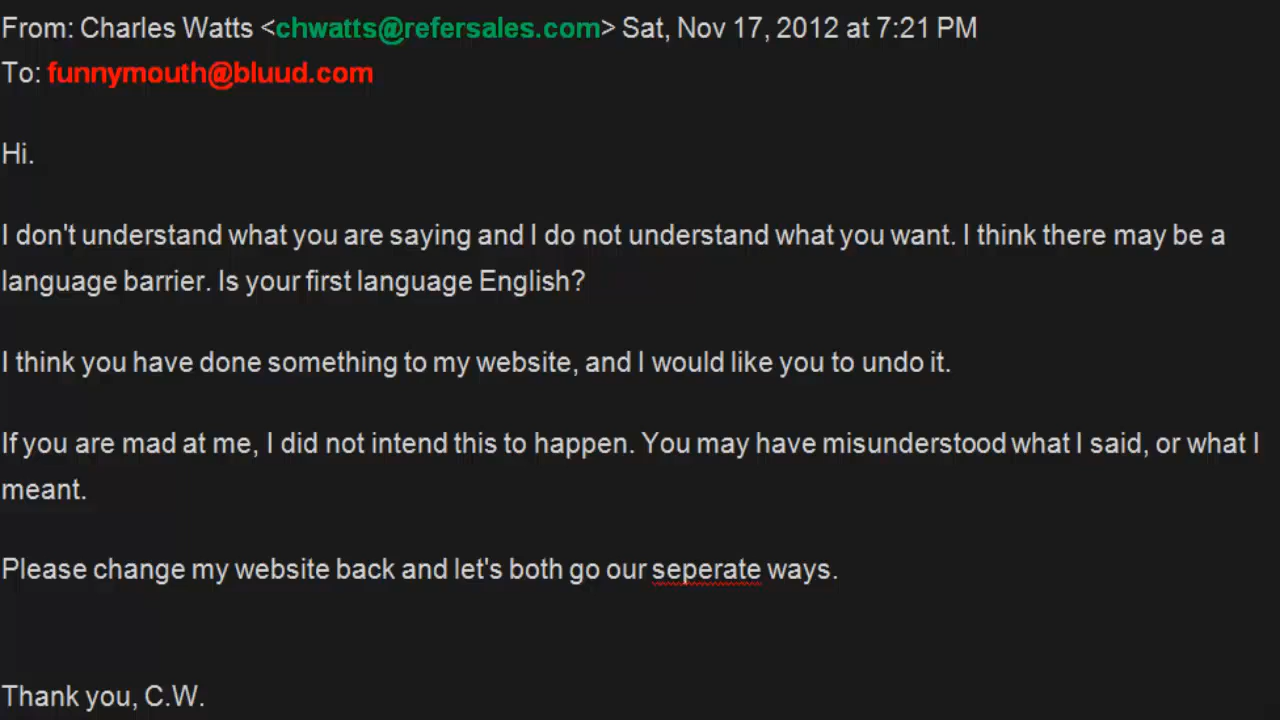 From: Charles Watts <chwatts@refersales.com> Sat, Nov 17, 2012 at 7:21 PM
To: funnymouth@bluud.com
Hi.
I don't understand what you are saying and I do not understand what you want. I think there may be a
language barrier. Is your first language English?
I think you have done something to my website, and I would like you to undo it.
If you are mad at me, I did not intend this to happen. You may have misunderstood what I said, or what I
meant.
Please change my website back and let's both go our seperate ways.
Thank you, C.W.